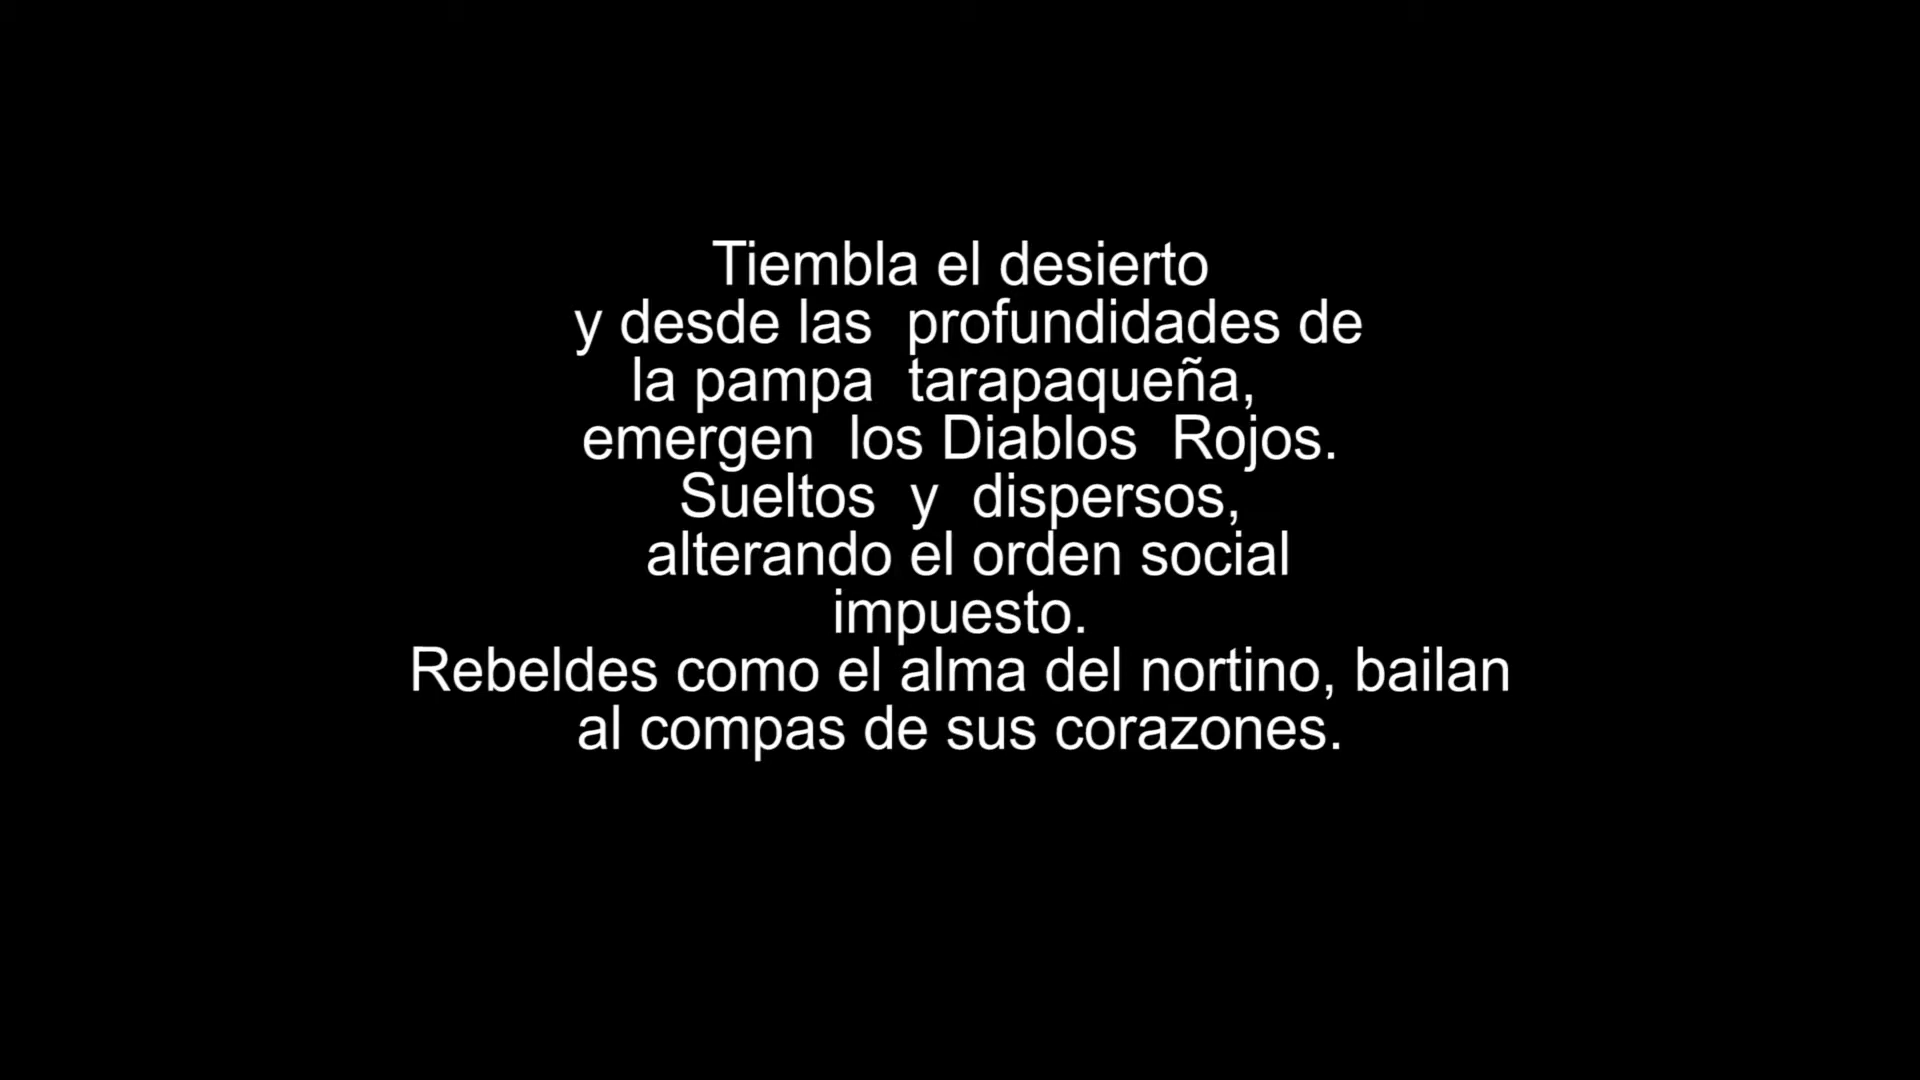 Tiembla el desierto
y desde las  profundidades de
la pampa  tarapaqueña,
emergen  los Diablos  Rojos.
Sueltos  y  dispersos,
alterando el orden social
impuesto.
Rebeldes como el alma del nortino, bailan
al compas de sus corazones.